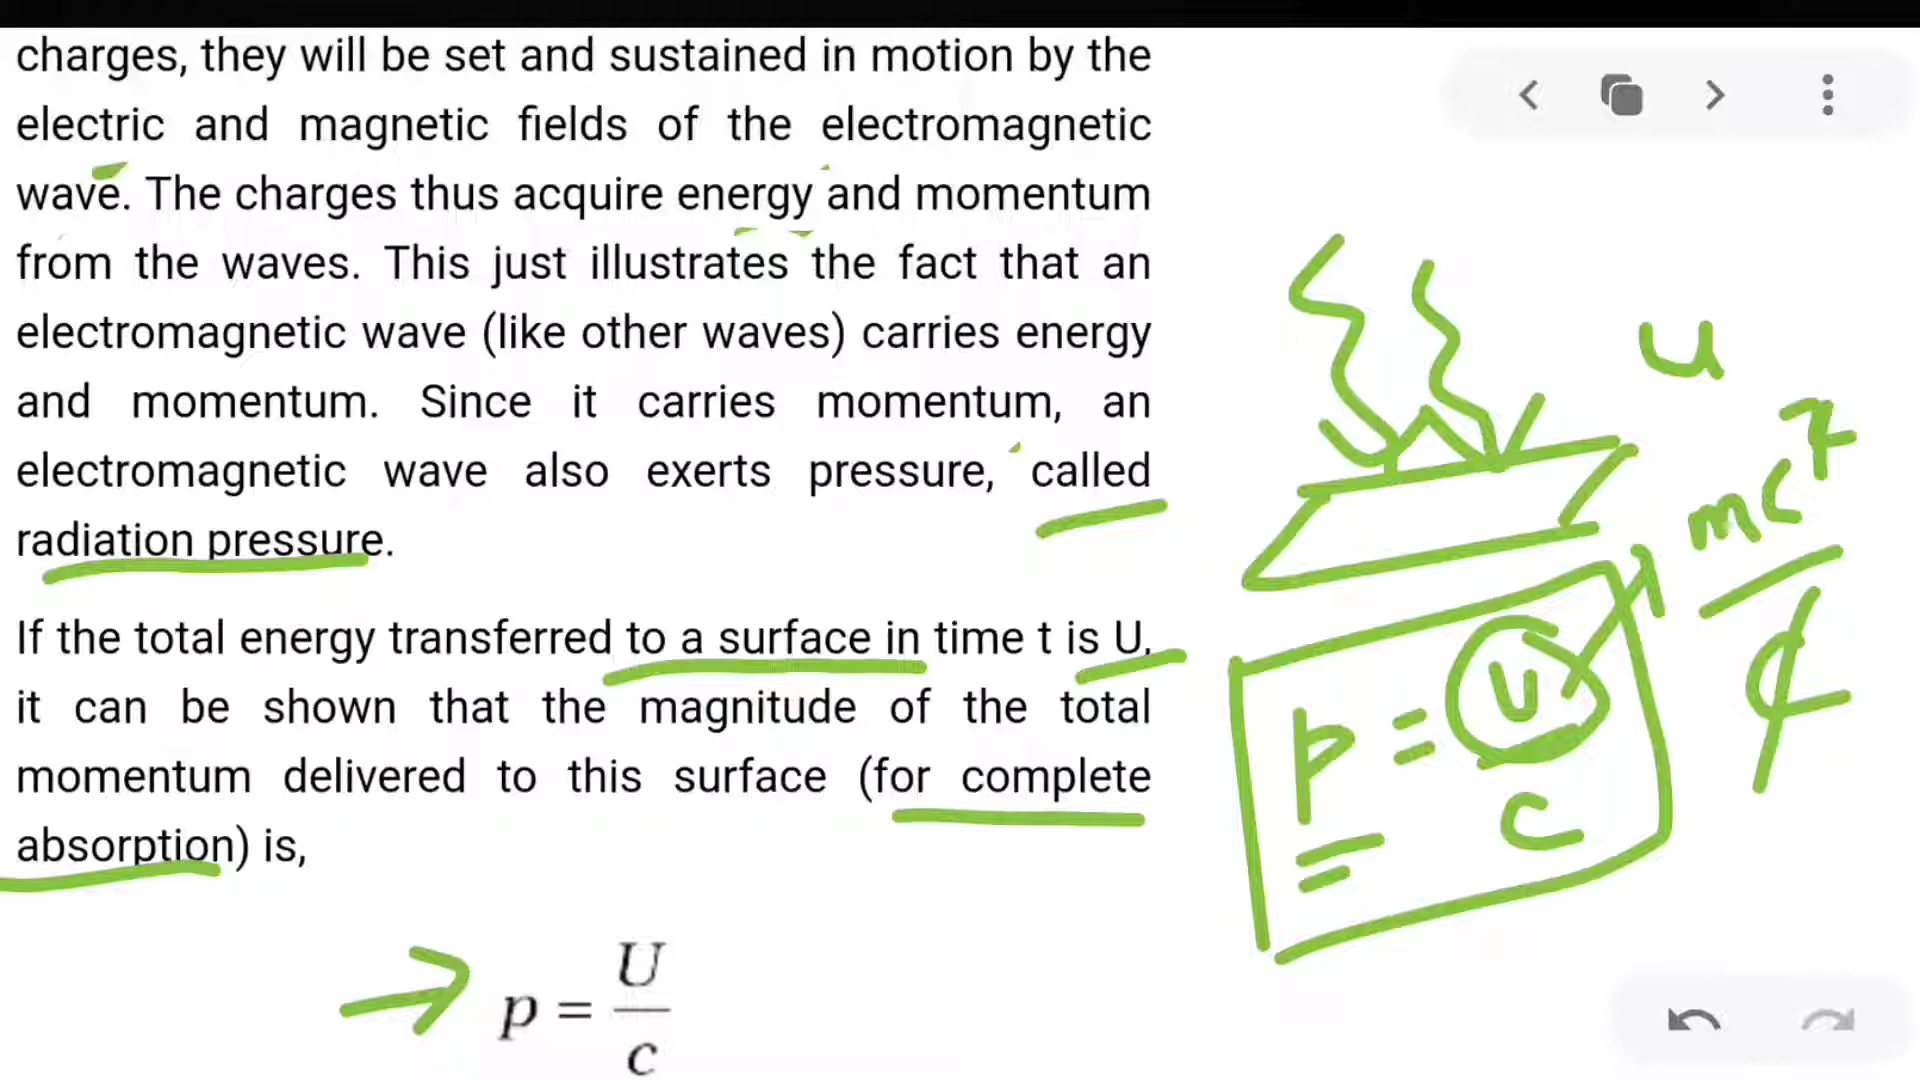 charges, they will be set and sustained in motion by the
electric and magnetic fields of the electromagnetic
wave. The charges thus acquire energy and momentum
from the waves. This just illustrates the fact that an
electromagnetic wave (like other waves) carries energy
and momentum. Since it carries momentum, an
electromagnetic wave also exerts pressure, called
radiation pressure.
If the total energy transferred to a surface in time t is U,
it can be shown that the magnitude of the total
momentum delivered to this surface (for complete
absorption) is,
p = U/c
u
mc²/c
p = U/c